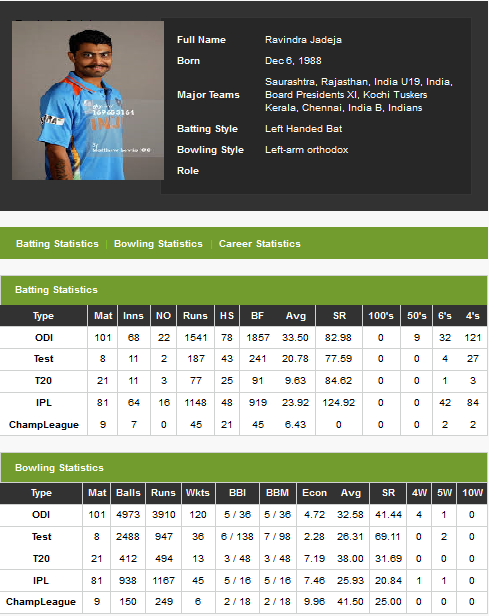 Full Name Ravindra Jadeja
Born Dec 6, 1988
Major Teams Saurashtra, Rajasthan, India U19, India,
Board Presidents XI, Kochi Tuskers
Kerala, Chennai, India B, Indians
Batting Style Left Handed Bat
Bowling Style Left-arm orthodox
Role
Batting Statistics | Bowling Statistics | Career Statistics
Batting Statistics
Type Mat Inns NO Runs HS BF Avg SR 100's 50's 6's 4's
ODI 101 68 22 1541 78 1857 33.50 82.98 0 9 32 121
Test 8 11 2 187 43 241 20.78 77.59 0 0 4 27
T20 21 11 3 77 25 91 9.63 84.62 0 0 1 3
IPL 81 64 16 1148 48 919 23.92 124.92 0 0 42 84
ChampLeague 9 7 0 45 21 45 6.43 0 0 0 2 2
Bowling Statistics
Type Mat Balls Runs Wkts BBI BBM Econ Avg SR 4W 5W 10W
ODI 101 4973 3910 120 5 / 36 5 / 36 4.72 32.58 41.44 4 1 0
Test 8 2488 947 36 6 / 138 7 / 98 2.28 26.31 69.11 0 2 0
T20 21 412 494 13 3 / 48 3 / 48 7.19 38.00 31.69 0 0 0
IPL 81 938 1167 45 5 / 16 5 / 16 7.46 25.93 20.84 1 1 0
ChampLeague 9 150 249 6 2 / 18 2 / 18 9.96 41.50 25.00 0 0 0